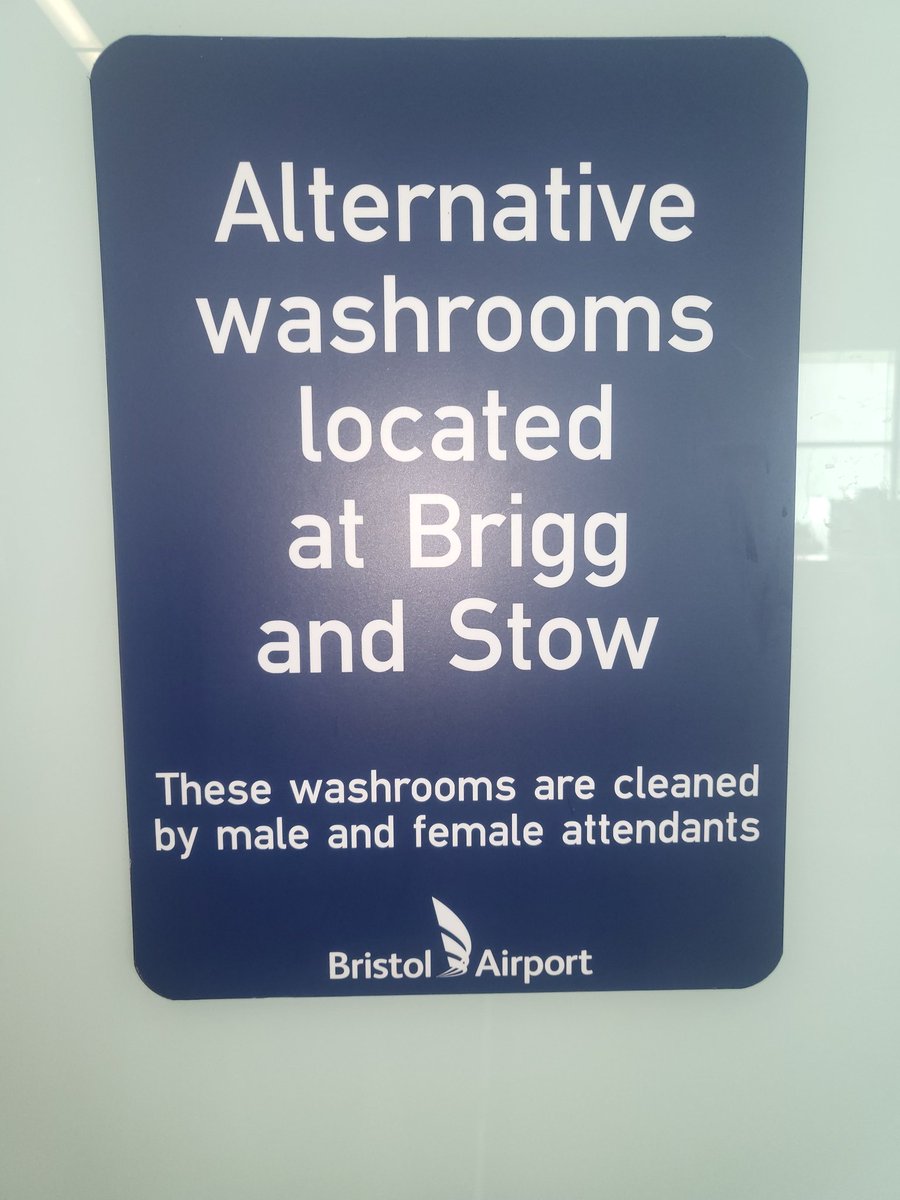 Alternative
washrooms
located
at Brigg
and Stow
These washrooms are cleaned
by male and female attendants
Bristol Airport